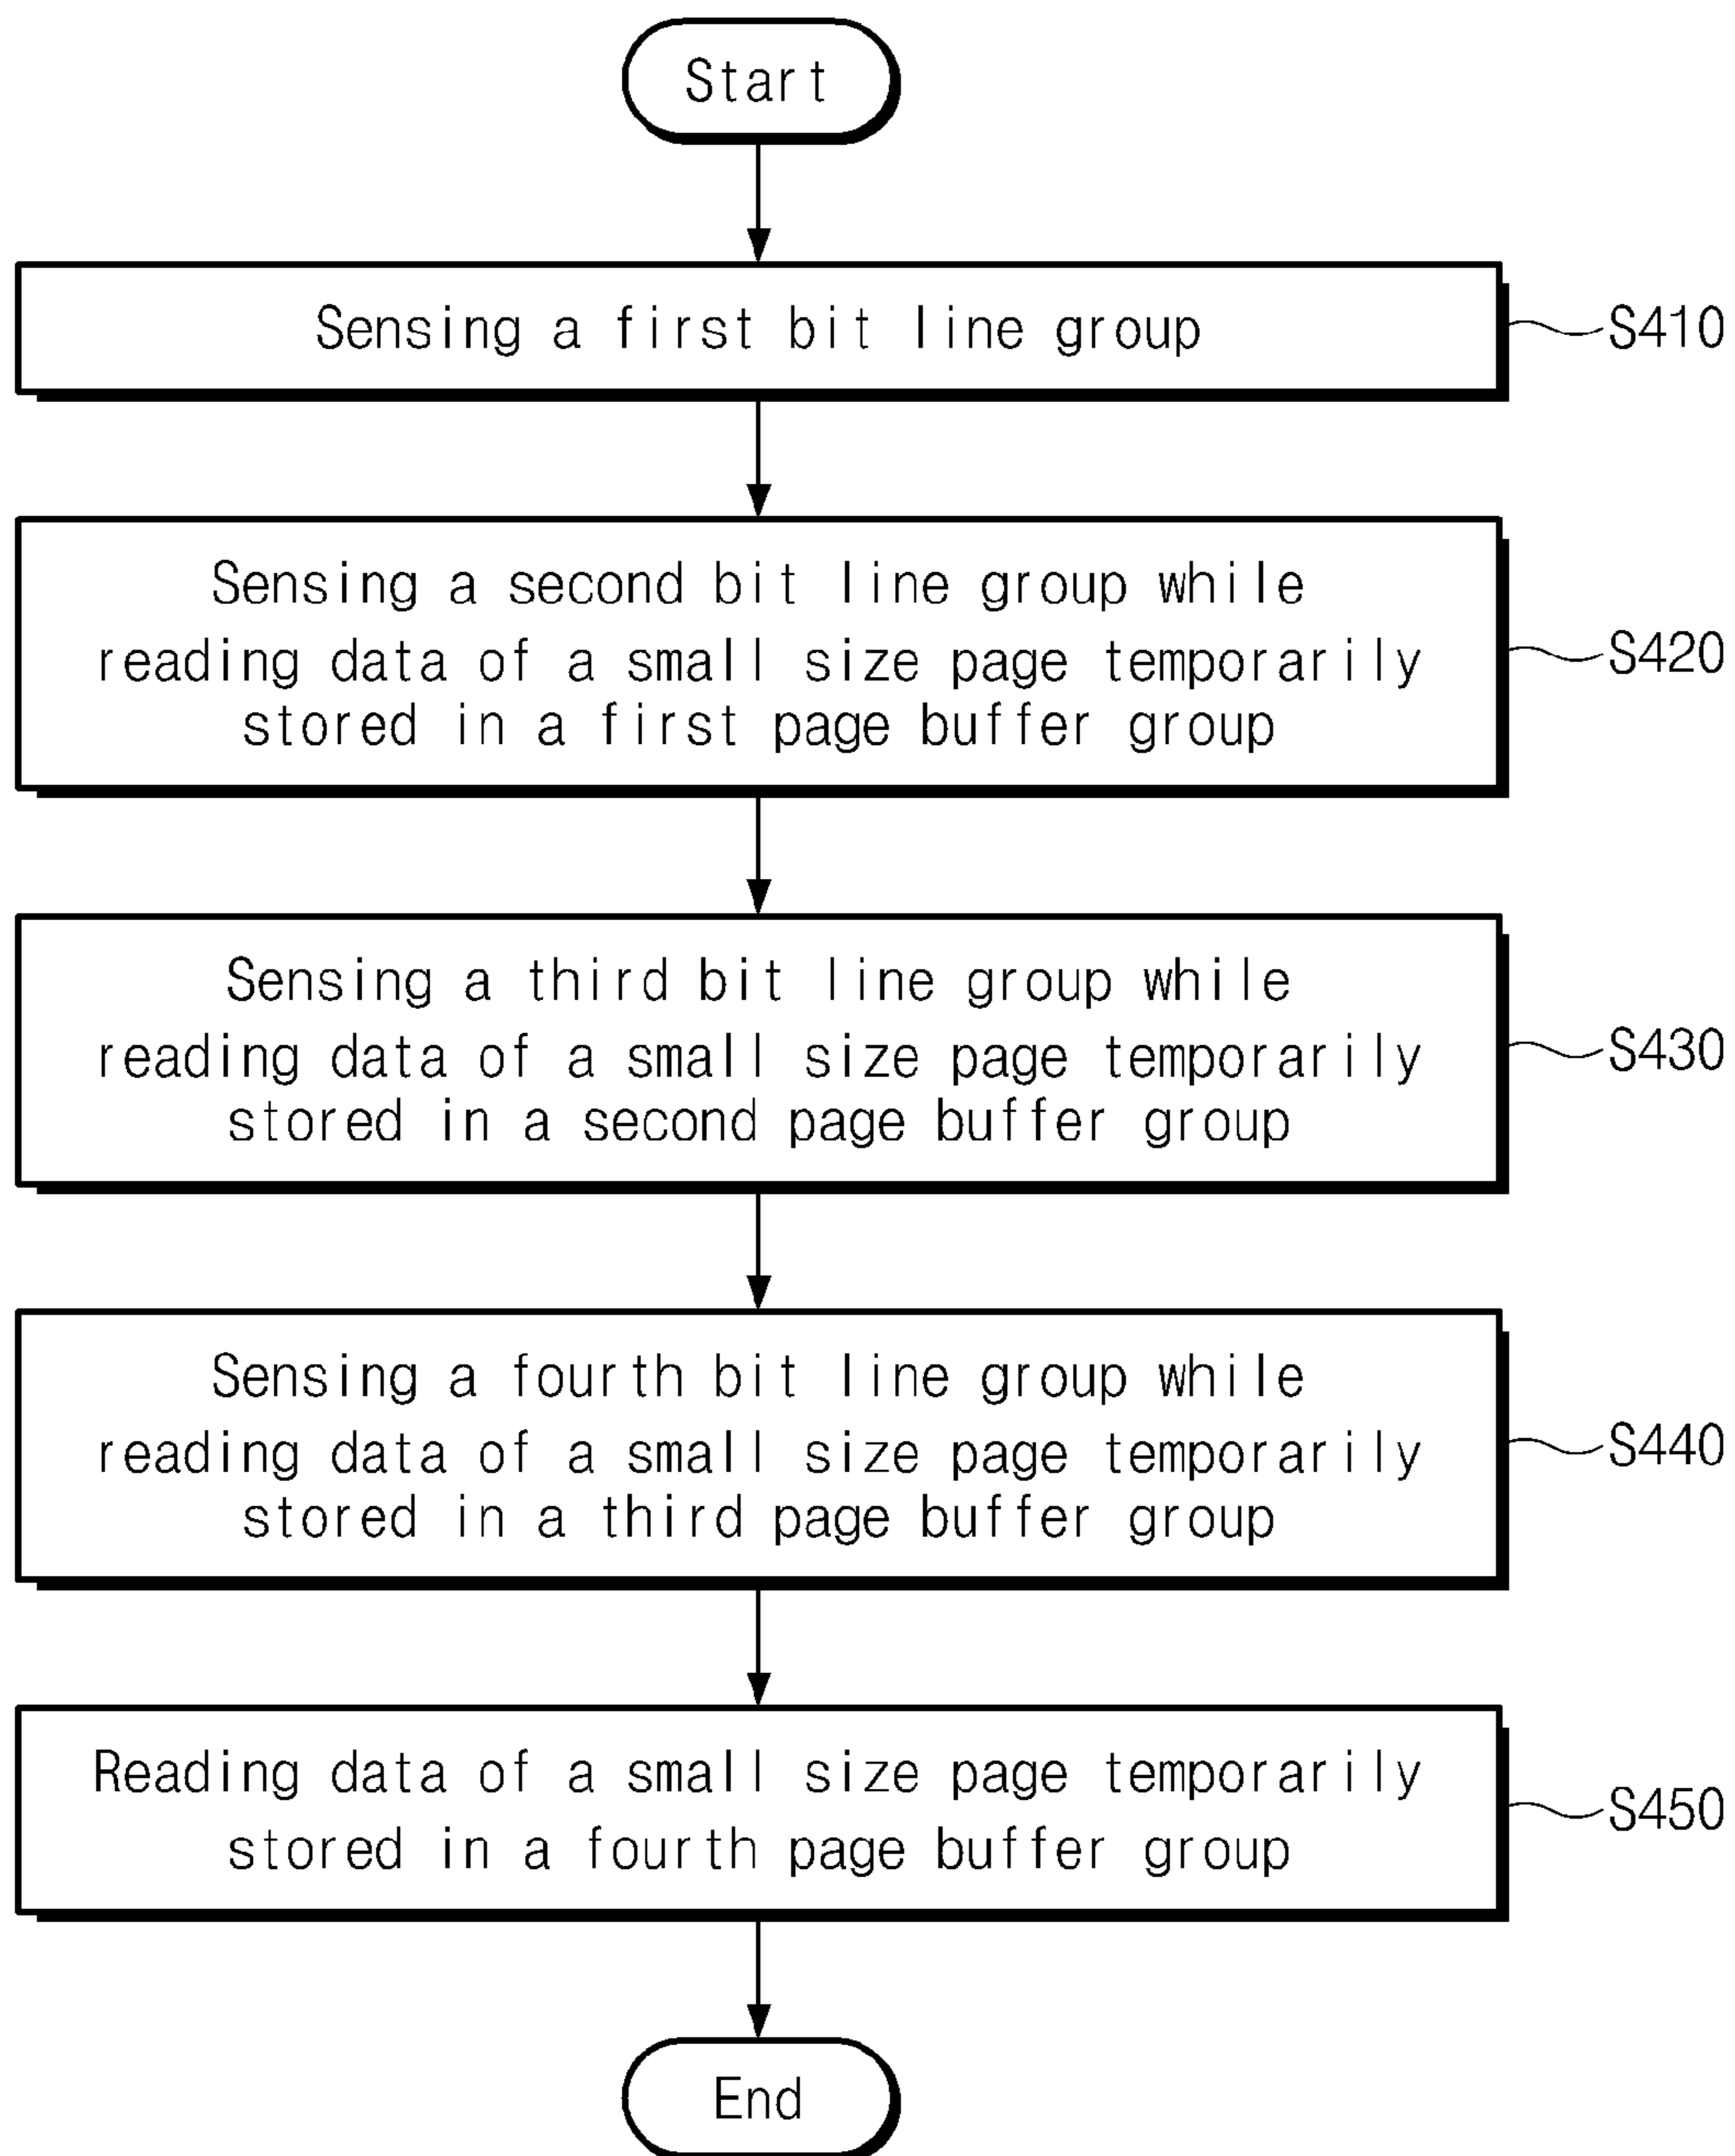 Start
Sensing a first bit line group
S410
Sensing a second bit line group while
reading data of a small size page temporarily
stored in a first page buffer group
S420
Sensing a third bit line group while
reading data of a small size page temporarily
stored in a second page buffer group
S430
Sensing a fourth bit line group while
reading data of a small size page temporarily
stored in a third page buffer group
S440
Reading data of a small size page temporarily
stored in a fourth page buffer group
S450
End